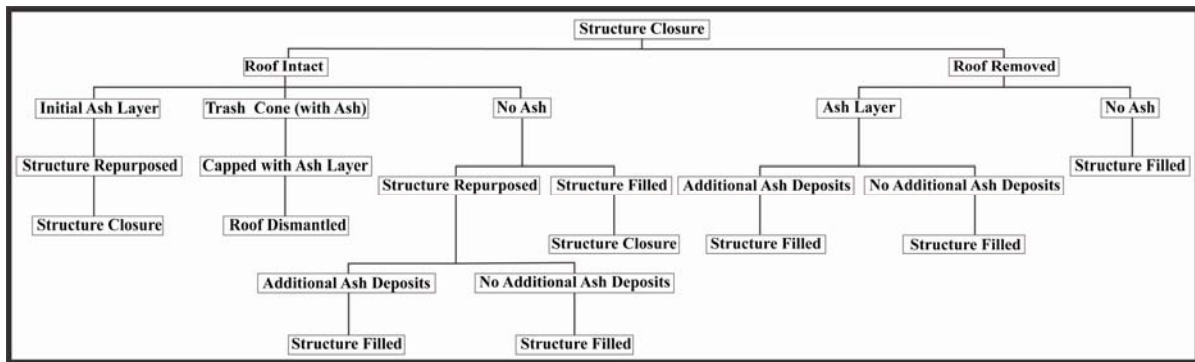 Structure Closure
Roof Intact
Roof Removed
Initial Ash Layer
Trash Cone (with Ash)
No Ash
Ash Layer
No Ash
Structure Repurposed
Capped with Ash Layer
Structure Repurposed
Structure Filled
Additional Ash Deposits
No Additional Ash Deposits
Structure Filled
Structure Closure
Roof Dismantled
Structure Closure
Structure Filled
Structure Filled
Additional Ash Deposits
No Additional Ash Deposits
Structure Filled
Structure Filled